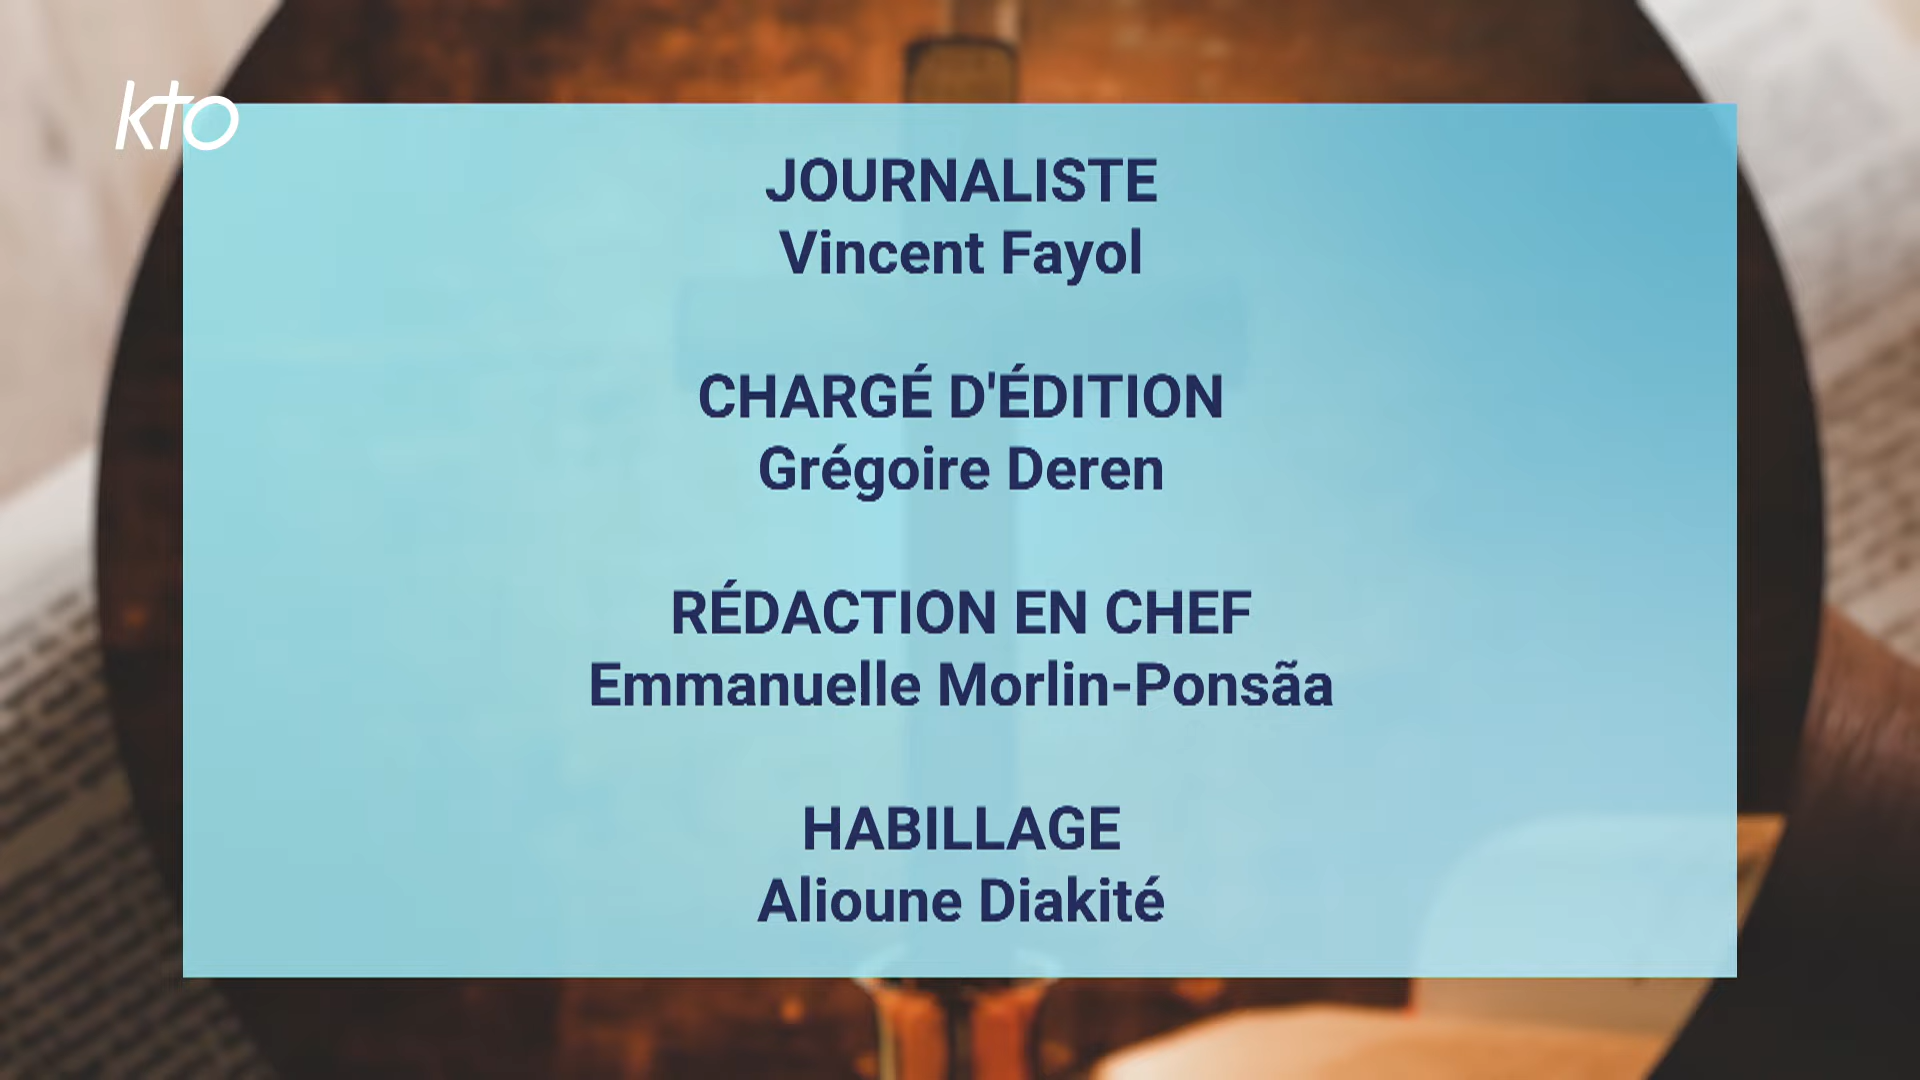 kto
JOURNALISTE
Vincent Fayol
CHARGÉ D'ÉDITION
Grégoire Deren
RÉDACTION EN CHEF
Emmanuelle Morlin-Ponsãa
HABILLAGE
Alioune Diakité